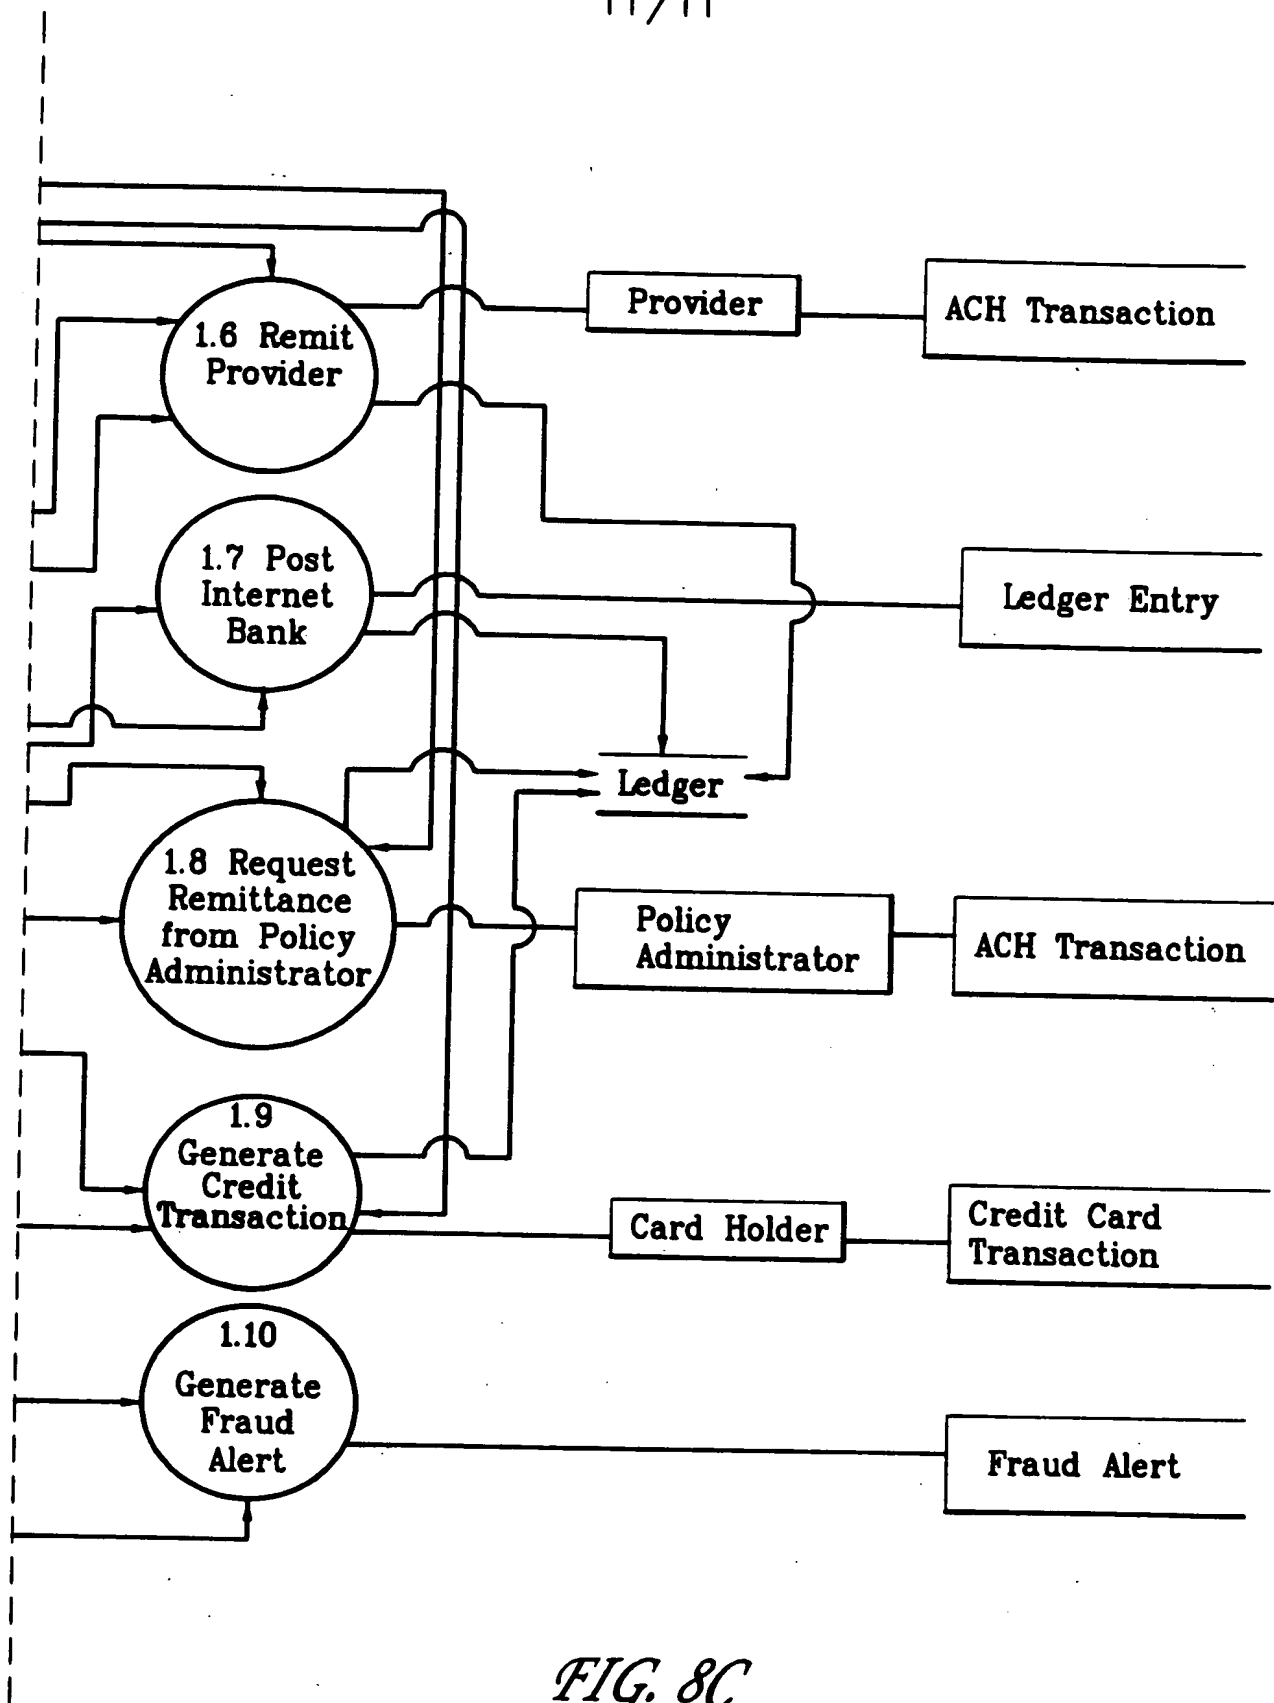 1.6 Remit
Provider
Provider
ACH Transaction
1.7 Post
Internet
Bank
Ledger Entry
Ledger
1.8 Request
Remittance
from Policy
Administrator
Policy
Administrator
ACH Transaction
1.9
Generate
Credit
Transaction
Card Holder
Credit Card
Transaction
1.10
Generate
Fraud
Alert
Fraud Alert
FIG. 8C